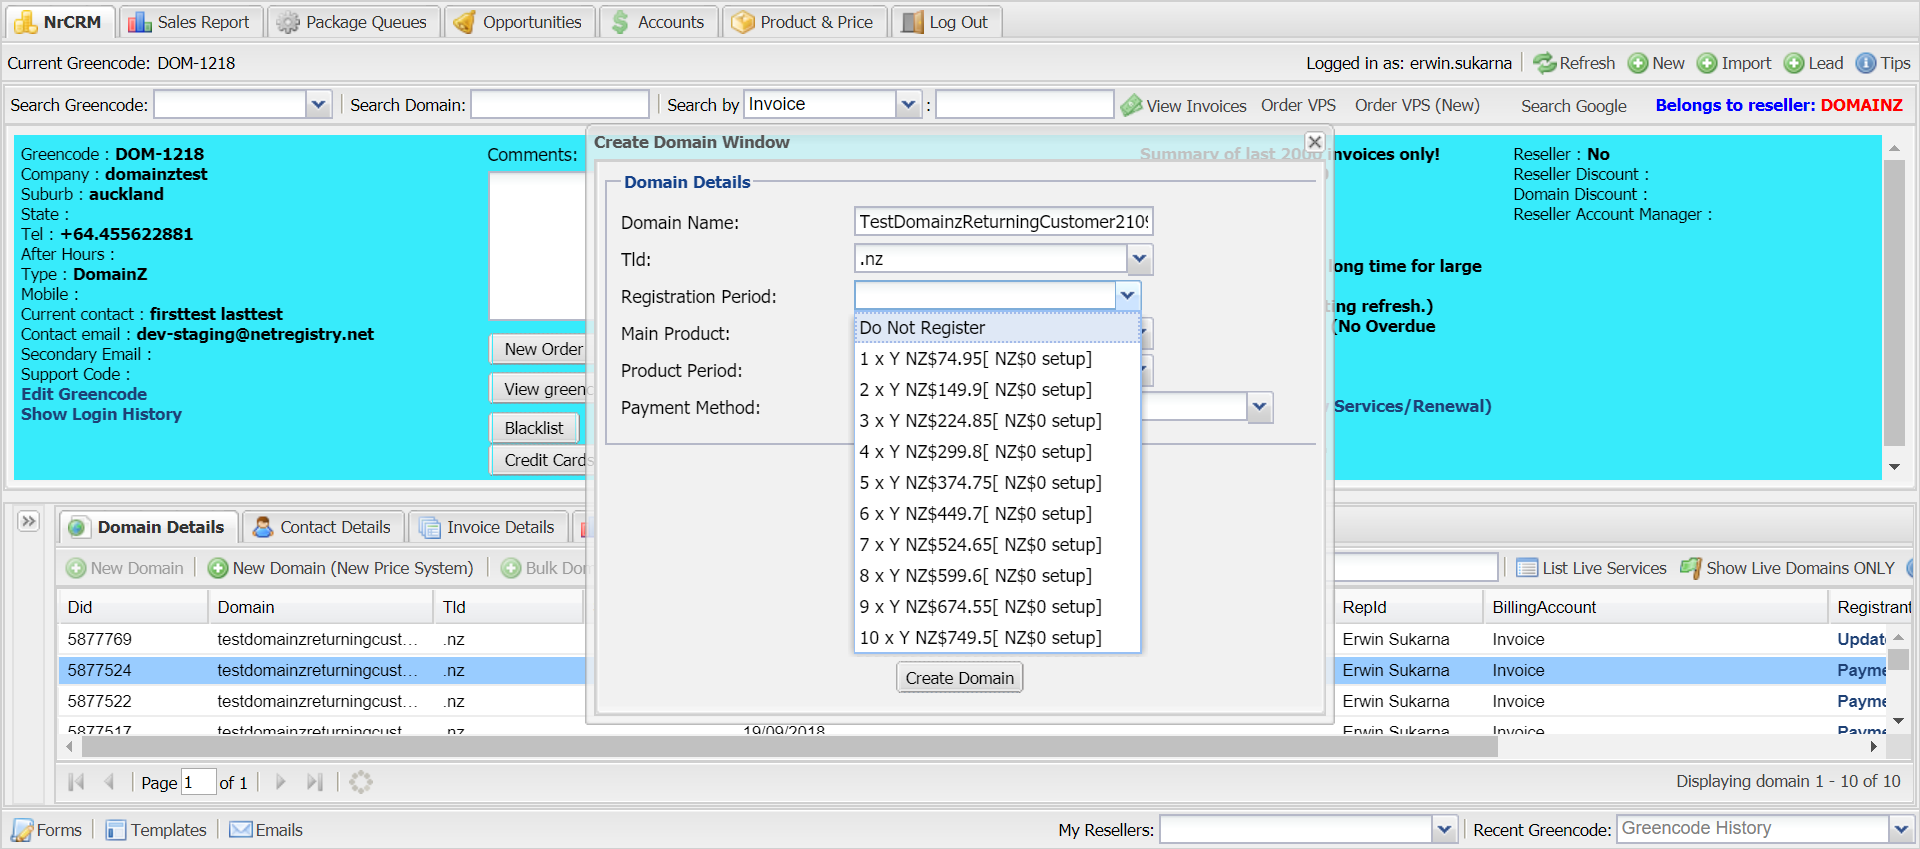 NrCRM Sales Report Package Queues Opportunities Accounts Product & Price Log Out
Current Greencode: DOM-1218
Logged in as: erwin.sukarna Refresh New Import Lead Tips
Search Greencode: Search Domain: Search by Invoice : View Invoices Order VPS Order VPS (New) Search Google Belongs to reseller: DOMAINZ
Greencode : DOM-1218
Company : domainztest
Suburb : auckland
State :
Tel : +64.455622881
After Hours :
Type : DomainZ
Mobile :
Current contact : firsttest lasttest
Contact email : dev-staging@netregistry.net
Secondary Email :
Support Code :
Edit Greencode
Show Login History
Comments:
New Order
View greenc
Blacklist
Credit Cards
Summary of last 2000 invoices only!
ong time for large
ting refresh.)
(No Overdue
Services/Renewal)
Reseller : No
Reseller Discount :
Domain Discount :
Reseller Account Manager :
Create Domain Window
Domain Details
Domain Name: TestDomainzReturningCustomer2109
Tld: .nz
Registration Period:
Main Product:
Product Period:
Payment Method:
Do Not Register
1 x Y NZ$74.95[ NZ$0 setup]
2 x Y NZ$149.9[ NZ$0 setup]
3 x Y NZ$224.85[ NZ$0 setup]
4 x Y NZ$299.8[ NZ$0 setup]
5 x Y NZ$374.75[ NZ$0 setup]
6 x Y NZ$449.7[ NZ$0 setup]
7 x Y NZ$524.65[ NZ$0 setup]
8 x Y NZ$599.6[ NZ$0 setup]
9 x Y NZ$674.55[ NZ$0 setup]
10 x Y NZ$749.5[ NZ$0 setup]
Create Domain
Domain Details Contact Details Invoice Details
New Domain New Domain (New Price System) Bulk Dom List Live Services Show Live Domains ONLY
Did Domain Tld RepId BillingAccount Registrant
5877769 testdomainzreturningcust... .nz Erwin Sukarna Invoice Update
5877524 testdomainzreturningcust... .nz Erwin Sukarna Invoice Payme
5877522 testdomainzreturningcust... .nz Erwin Sukarna Invoice Payme
5877517 testdomainzreturningcust... .nz 19/09/2018 Erwin Sukarna Invoice Payme
Page 1 of 1
Displaying domain 1 - 10 of 10
Forms Templates Emails
My Resellers: Recent Greencode: Greencode History